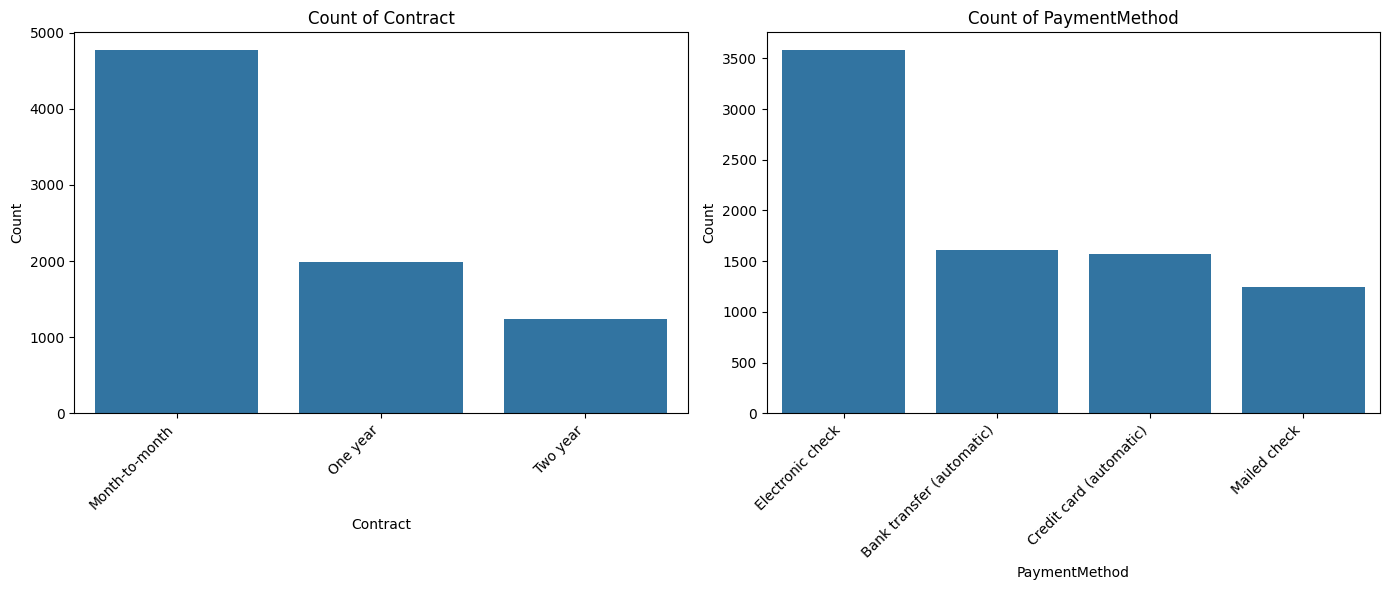 Count of Contract
5000
4000
3000
2000
1000
0
Count
Month-to-month
One year
Two year
Contract
Count of PaymentMethod
3500
3000
2500
2000
1500
1000
500
0
Count
Electronic check
Bank transfer (automatic)
Credit card (automatic)
Mailed check
PaymentMethod